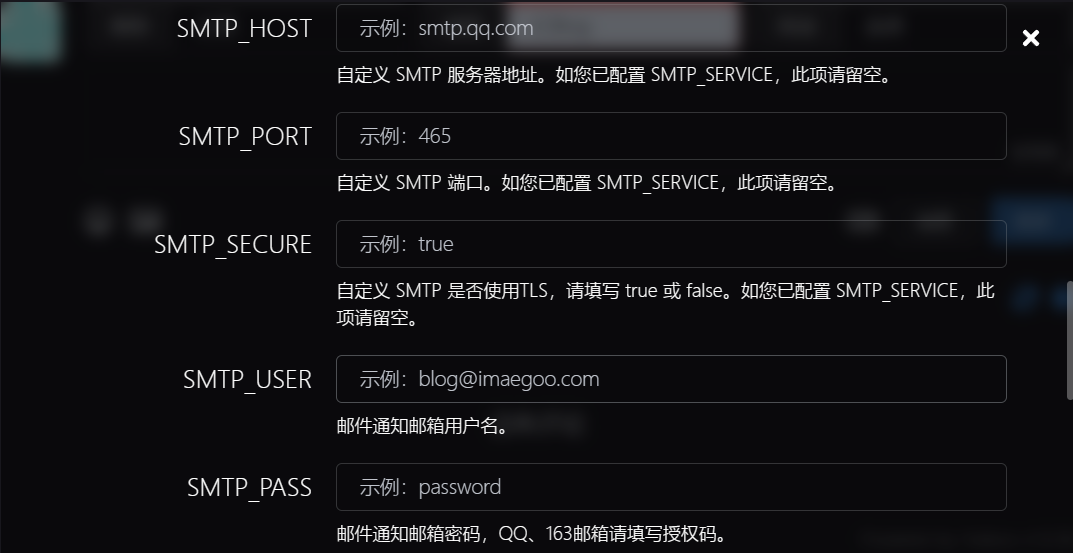 SMTP_HOST
示例：smtp.qq.com
自定义 SMTP 服务器地址。如您已配置 SMTP_SERVICE，此项请留空。
SMTP_PORT
示例：465
自定义 SMTP 端口。如您已配置 SMTP_SERVICE，此项请留空。
SMTP_SECURE
示例：true
自定义 SMTP 是否使用TLS，请填写 true 或 false。如您已配置 SMTP_SERVICE，此
项请留空。
SMTP_USER
示例：blog@imaegoo.com
邮件通知邮箱用户名。
SMTP_PASS
示例：password
邮件通知邮箱密码，QQ、163邮箱请填写授权码。